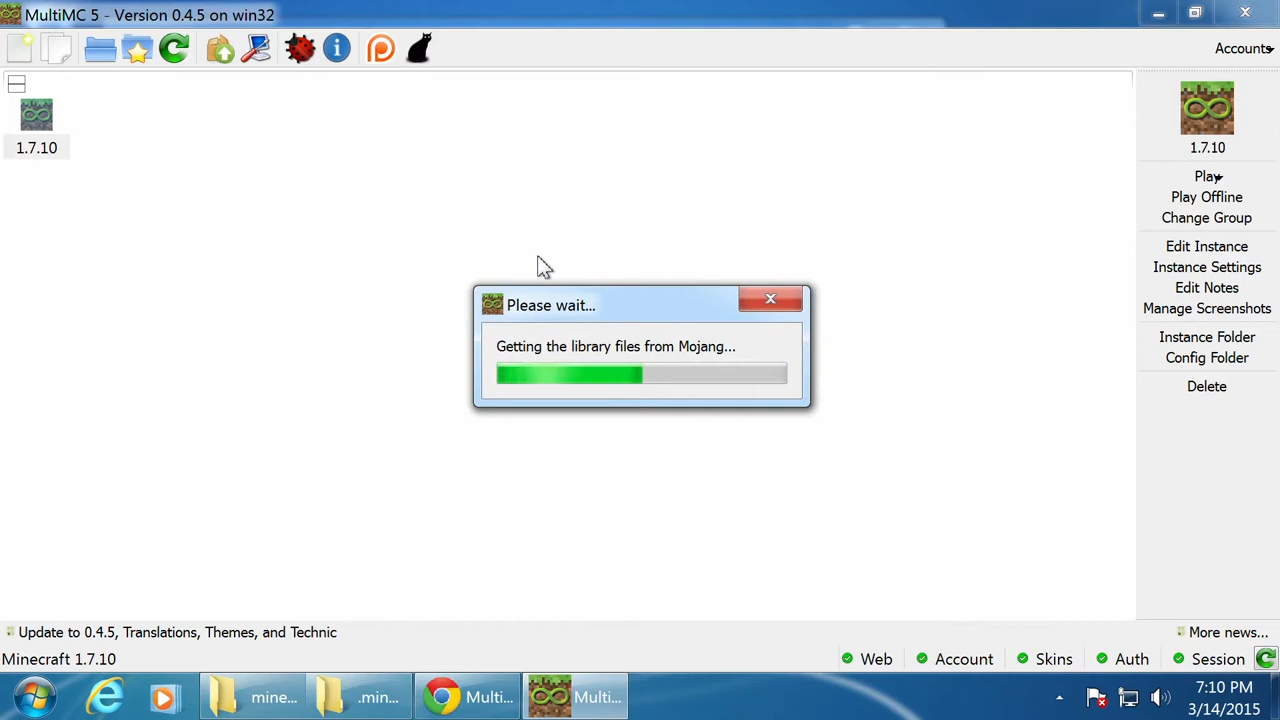 MultiMC 5 - Version 0.4.5 on win32
Accounts
1.7.10
1.7.10
Play
Play Offline
Change Group
Edit Instance
Instance Settings
Edit Notes
Manage Screenshots
Instance Folder
Config Folder
Delete
Please wait...
Getting the library files from Mojang...
Update to 0.4.5, Translations, Themes, and Technic
More news...
Minecraft 1.7.10
Web
Account
Skins
Auth
Session
mine...
.min...
Multi...
Multi...
7:10 PM
3/14/2015